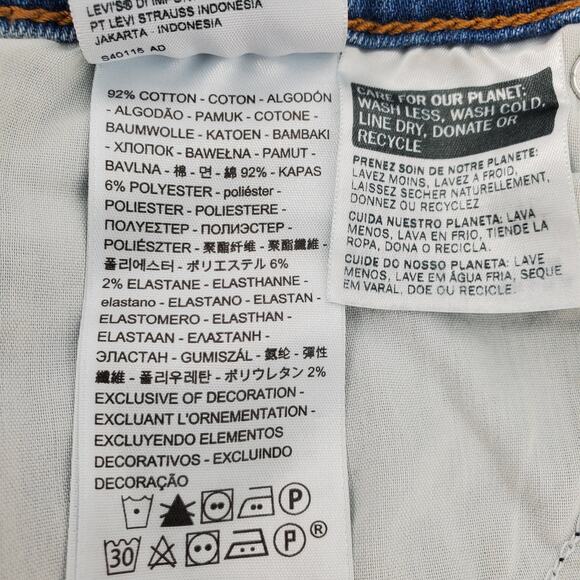 LEVI'S® DI IMPOR
PT LEVI STRAUSS INDONESIA
JAKARTA - INDONESIA
S40115 AD
92% COTTON - COTON - ALGODÓN
- ALGODÃO - PAMUK - COTONE -
BAUMWOLLE - KATOEN - BAMBAKI
- ХЛОПОК - BAWEŁNA - PAMUT -
BAVLNA - 棉 - 면 - 綿 92% - KAPAS
6% POLYESTER - poliéster -
POLIESTER - POLIESTERE -
ΠΟΛΥΕΣΤΕΡ - ПОЛИЭСТЕР -
POLIÉSZTER - 聚酯纤维 - 聚酯纖維 -
폴리에스터 - ポリエステル 6%
2% ELASTANE - ELASTHANNE -
elastano - ELASTANO - ELASTAN -
ELASTOMERO - ELASTHAN -
ELASTAAN - ΕΛΑΣΤΑΝΗ -
ЭЛАСТАН - GUMISZÁL - 氨纶 - 彈性
纖維 - 폴리우레탄 - ポリウレタン 2%
EXCLUSIVE OF DECORATION -
EXCLUANT L'ORNEMENTATION -
EXCLUYENDO ELEMENTOS
DECORATIVOS - EXCLUINDO
DECORAÇÃO
P
30 P ®
CARE FOR OUR PLANET:
WASH LESS, WASH COLD,
LINE DRY, DONATE OR
RECYCLE
PRENEZ SOIN DE NOTRE PLANETE:
LAVEZ MOINS, LAVEZ A FROID,
LAISSEZ SECHER NATURELLEMENT,
DONNEZ OU RECYCLEZ
CUIDA NUESTRO PLANETA: LAVA
MENOS, LAVA EN FRIO, TIENDE LA
ROPA, DONA O RECICLA.
CUIDE DO NOSSO PLANETA: LAVE
MENOS, LAVE EM ÁGUA FRIA, SEQUE
EM VARAL, DOE OU RECICLE.